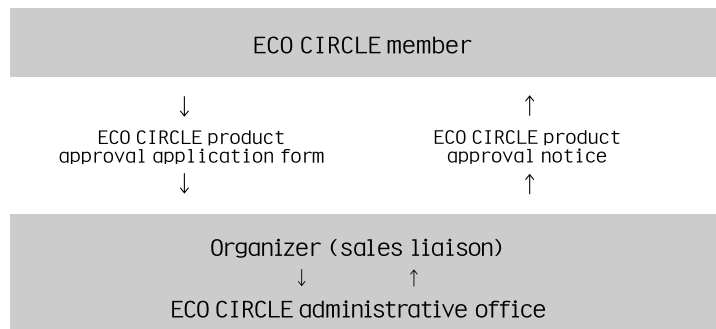 ECO CIRCLE member
↓ ↑
ECO CIRCLE product
approval application form
ECO CIRCLE product
approval notice
↓ ↑
Organizer (sales liaison)
↓ ↑
ECO CIRCLE administrative office